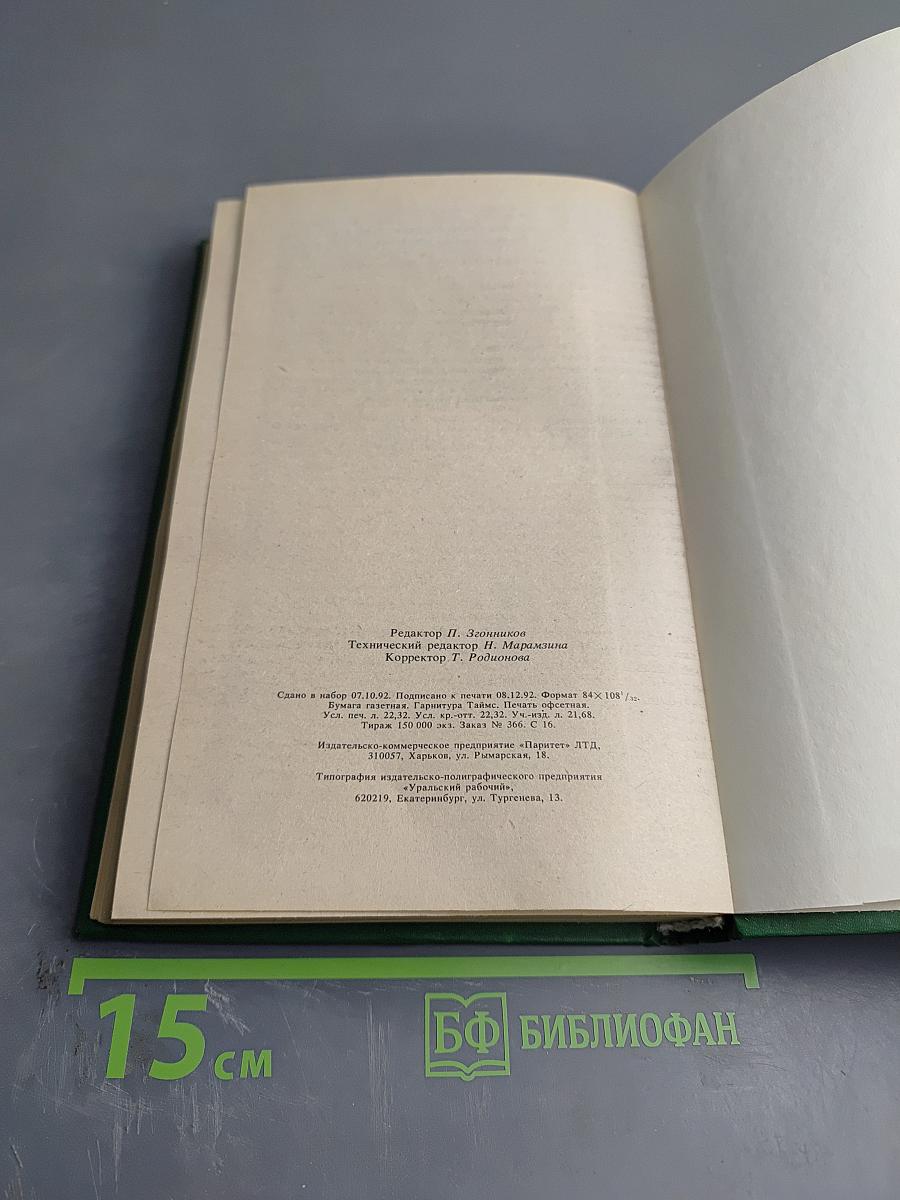 Редактор П. Згонников
Технический редактор Н. Марамзина
Корректор Т. Родионова
Сдано в набор 07.10.92. Подписано к печати 08.12.92. Формат 84×108¹/₃₂.
Бумага газетная. Гарнитура Таймс. Печать офсетная.
Усл. печ. л. 22,32. Усл. кр.-отт. 22,32. Уч.-изд. л. 21,68.
Тираж 150 000 экз. Заказ № 366. С 16.
Издательско-коммерческое предприятие «Паритет» ЛТД,
310057, Харьков, ул. Рымарская, 18.
Типография издательско-полиграфического предприятия
«Уральский рабочий»,
620219, Екатеринбург, ул. Тургенева, 13.
15 см
БФ БИБЛИОФАН